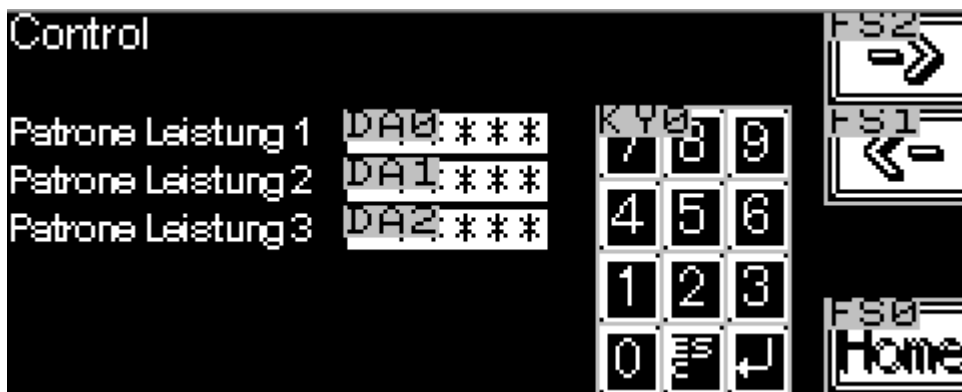 Control
FS2
Patrone Leistung 1 DA0 ***
Patrone Leistung 2 DA1 ***
Patrone Leistung 3 DA2 ***
KY0
7 8 9
4 5 6
1 2 3
0 ESC
FS1
FS0
Home